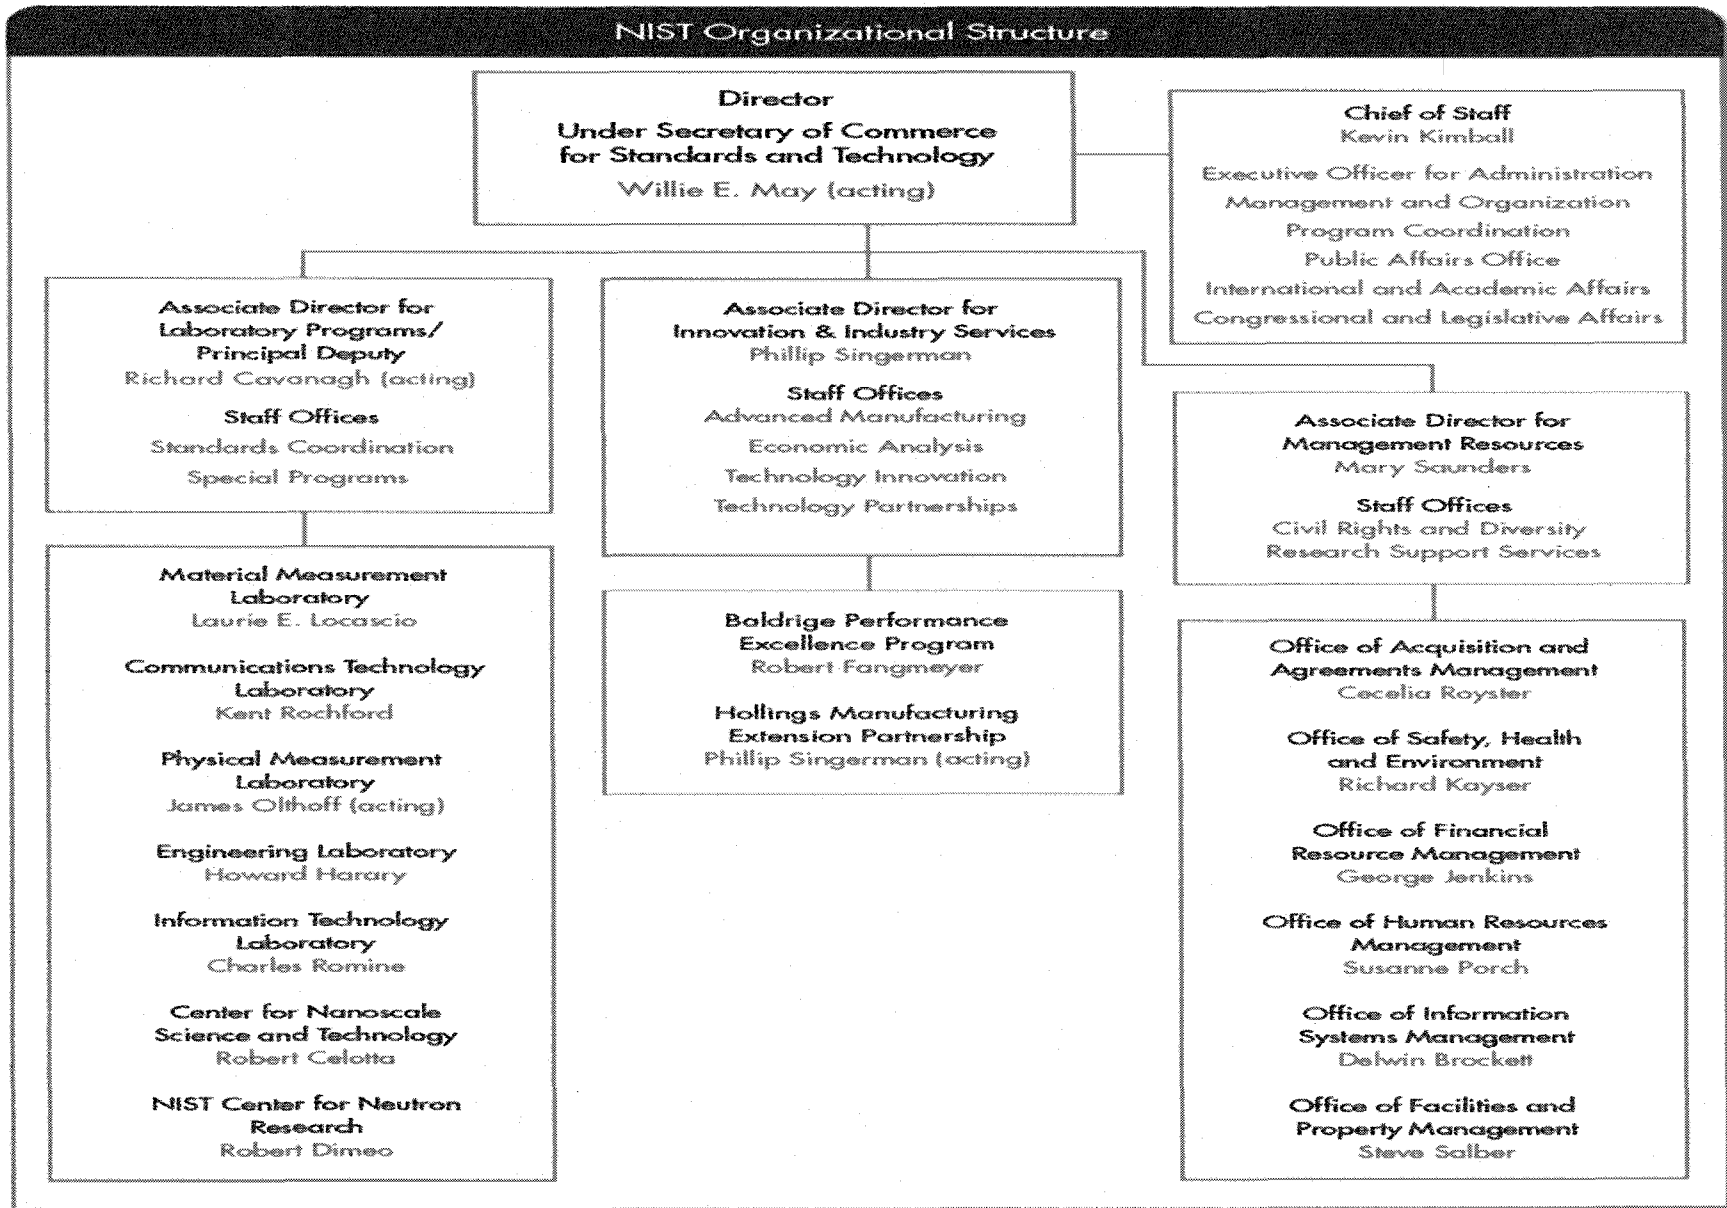 NIST Organizational Structure
Director
Under Secretary of Commerce
for Standards and Technology
Willie E. May (acting)
Chief of Staff
Kevin Kimball
Executive Officer for Administration
Management and Organization
Program Coordination
Public Affairs Office
International and Academic Affairs
Congressional and Legislative Affairs
Associate Director for
Laboratory Programs/
Principal Deputy
Richard Cavanagh (acting)
Staff Offices
Standards Coordination
Special Programs
Material Measurement
Laboratory
Laurie E. Locascio
Communications Technology
Laboratory
Kent Rochford
Physical Measurement
Laboratory
James Olthoff (acting)
Engineering Laboratory
Howard Harary
Information Technology
Laboratory
Charles Romine
Center for Nanoscale
Science and Technology
Robert Celotta
NIST Center for Neutron
Research
Robert Dimeo
Associate Director for
Innovation & Industry Services
Phillip Singerman
Staff Offices
Advanced Manufacturing
Economic Analysis
Technology Innovation
Technology Partnerships
Baldrige Performance
Excellence Program
Robert Fangmeyer
Hollings Manufacturing
Extension Partnership
Phillip Singerman (acting)
Associate Director for
Management Resources
Mary Saunders
Staff Offices
Civil Rights and Diversity
Research Support Services
Office of Acquisition and
Agreements Management
Cecelia Royster
Office of Safety, Health
and Environment
Richard Kayser
Office of Financial
Resource Management
George Jenkins
Office of Human Resources
Management
Susanne Porch
Office of Information
Systems Management
Delwin Brockett
Office of Facilities and
Property Management
Steve Salber